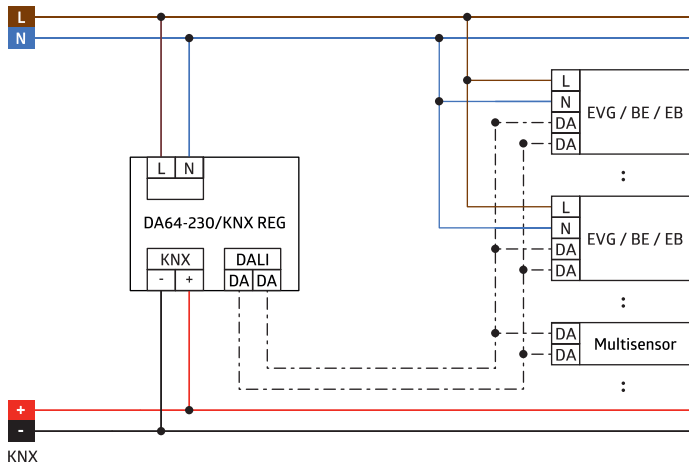 L
N
L
N
DA
DA
EVG / BE / EB
:
L N
DA64-230/KNX REG
KNX
- +
DALI
DA DA
L
N
DA
DA
EVG / BE / EB
:
DA
DA
Multisensor
:
+
-
KNX